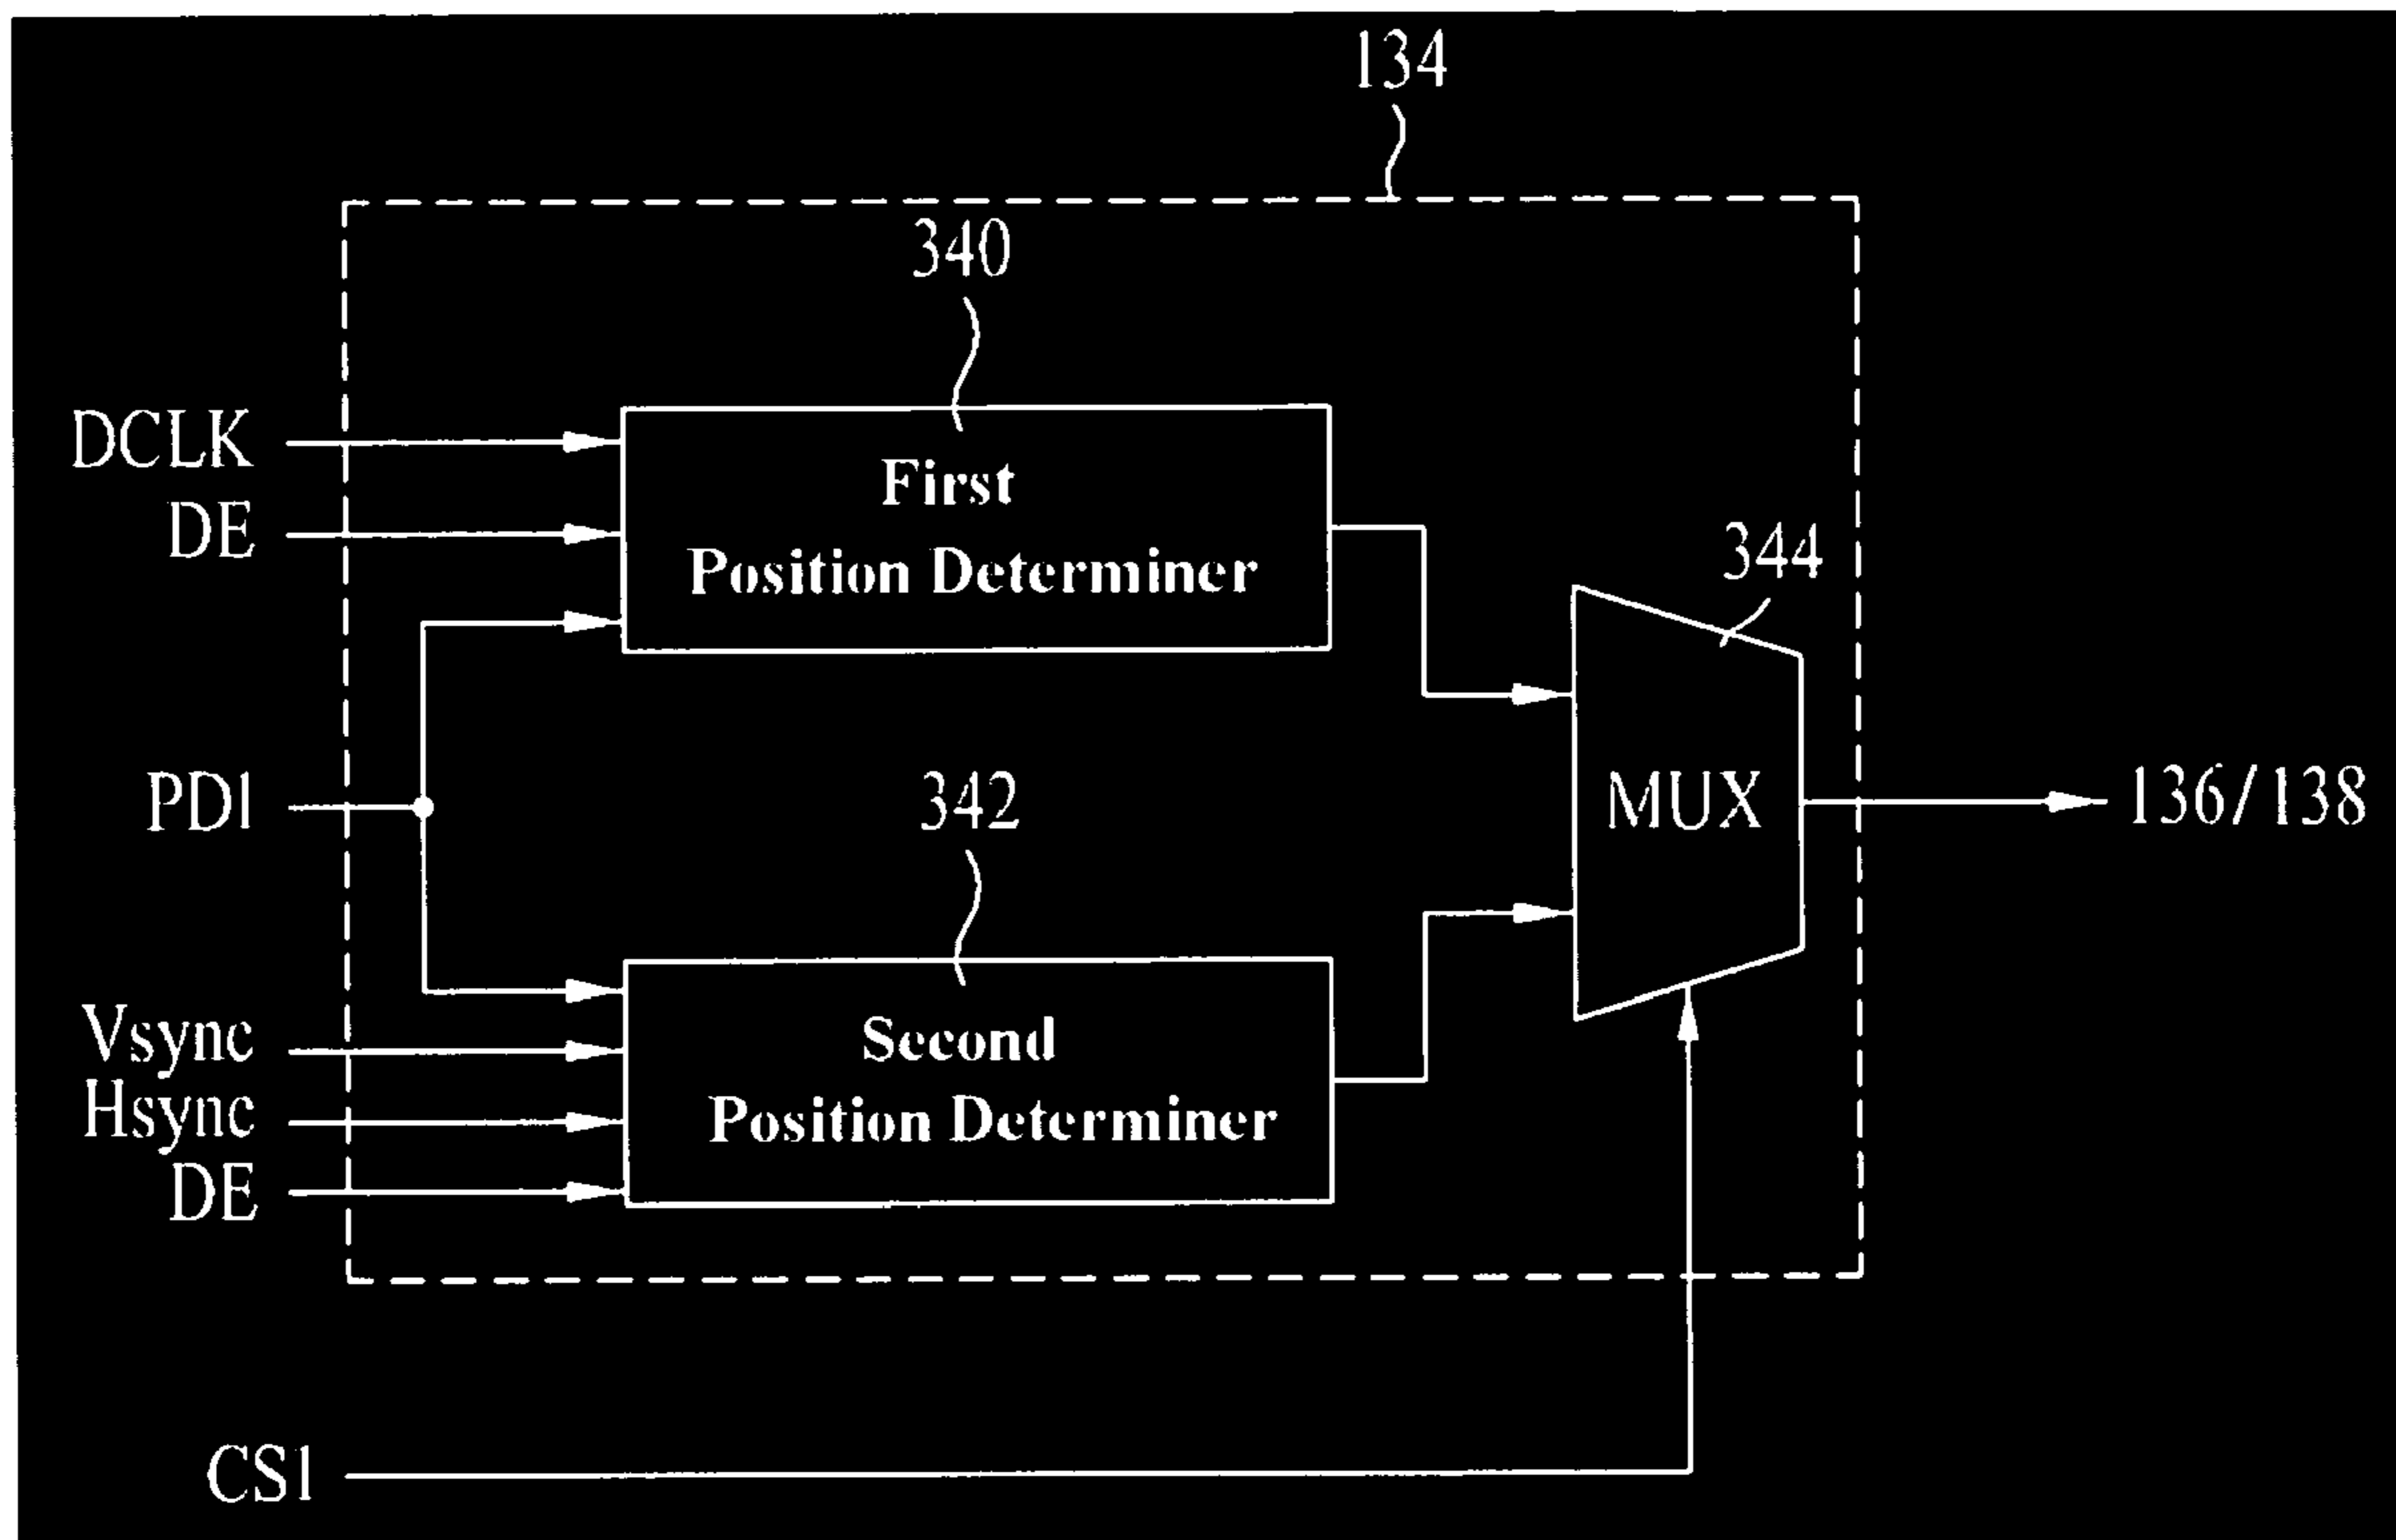 134
340
DCLK
DE
First
Position Determiner
344
PD1
342
MUX
136/138
Vsync
Hsync
DE
Second
Position Determiner
CS1